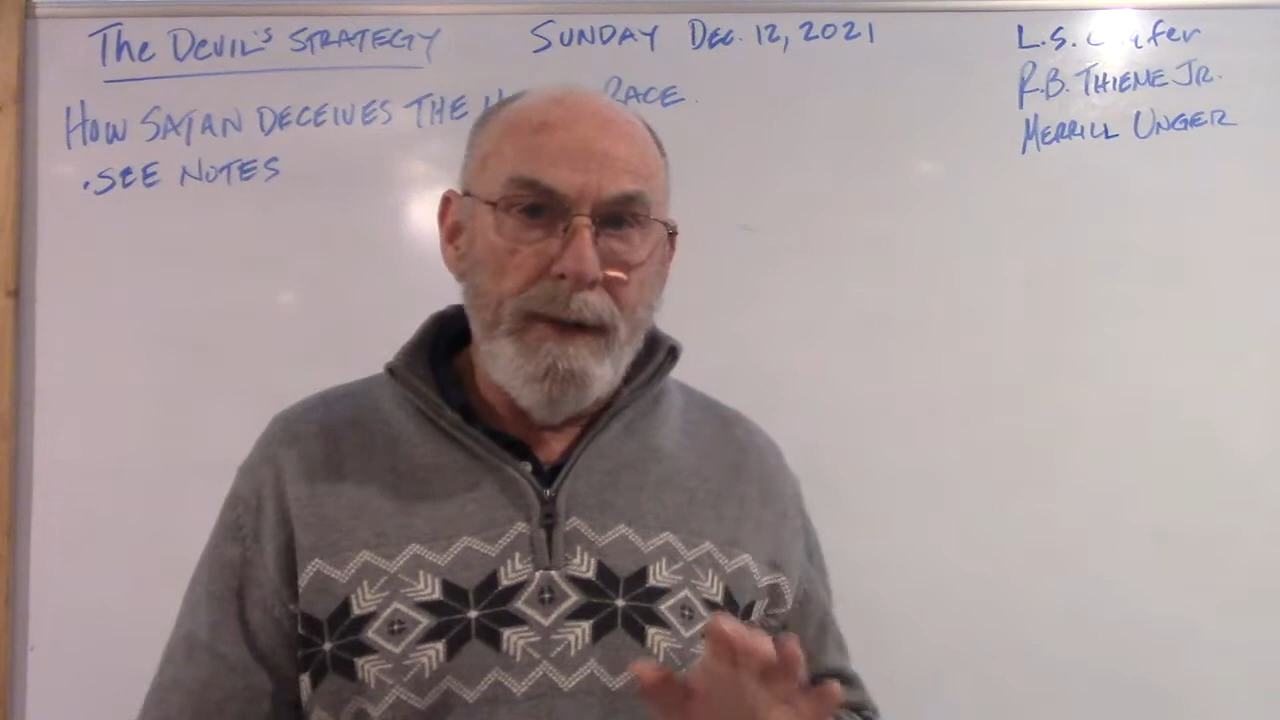 The Devil's Strategy Sunday Dec. 12, 2021
How Satan Deceives The Race.
• See Notes
L.S.
R.B. Thieme Jr.
Merrill Unger